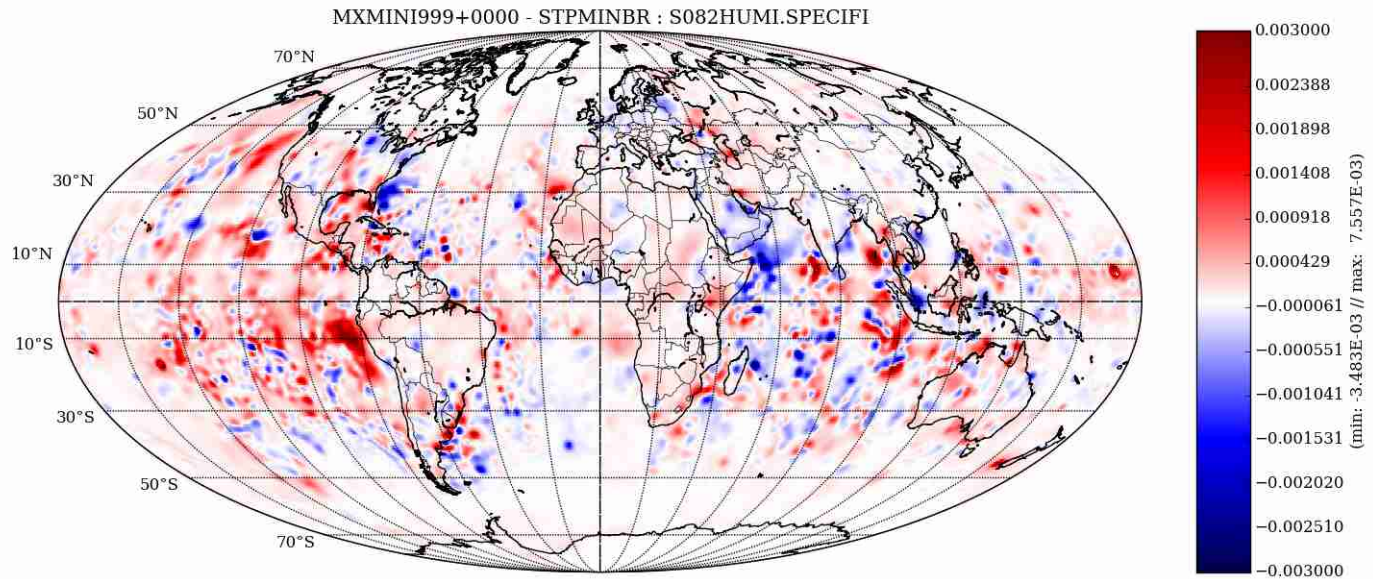 MXMINI999+0000 - STPMINBR : S082HUMI.SPECIFI
70°N
50°N
30°N
10°N
10°S
30°S
50°S
70°S
0.003000
0.002388
0.001898
0.001408
0.000918
0.000429
−0.000061
−0.000551
−0.001041
−0.001531
−0.002020
−0.002510
−0.003000
(min: -3.483E-03 // max: 7.557E-03)